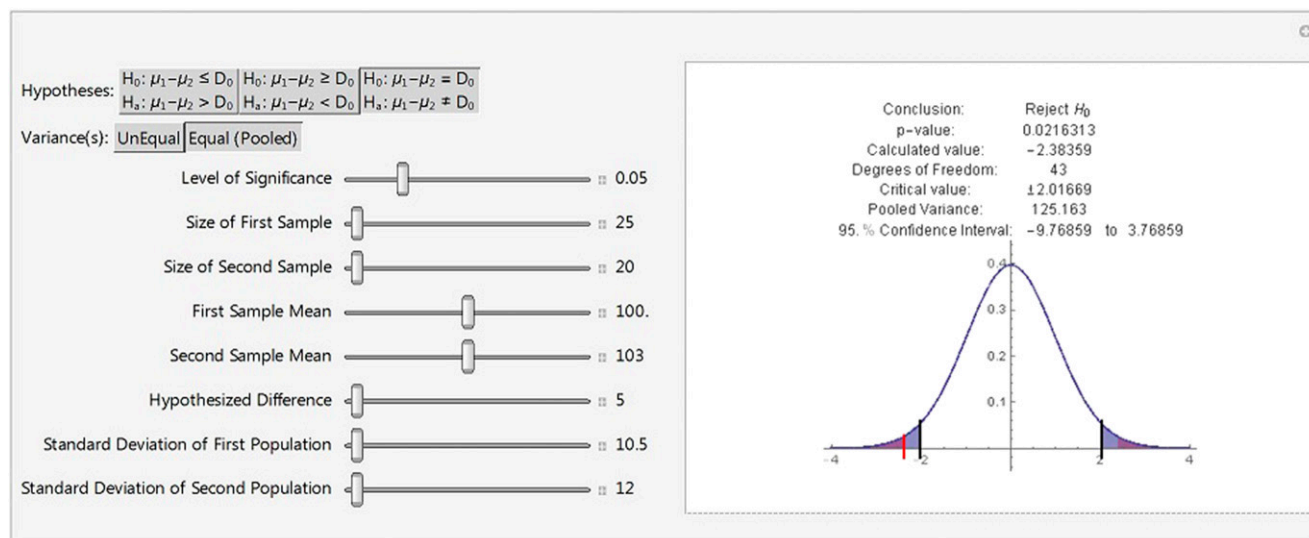 Hypotheses: H₀: μ₁−μ₂ ≤ D₀ H₀: μ₁−μ₂ ≥ D₀ H₀: μ₁−μ₂ = D₀
Hₐ: μ₁−μ₂ > D₀ Hₐ: μ₁−μ₂ < D₀ Hₐ: μ₁−μ₂ ≠ D₀
Variance(s): UnEqual Equal (Pooled)
Level of Significance 0.05
Size of First Sample 25
Size of Second Sample 20
First Sample Mean 100.
Second Sample Mean 103
Hypothesized Difference 5
Standard Deviation of First Population 10.5
Standard Deviation of Second Population 12
Conclusion: Reject H₀
p-value: 0.0216313
Calculated value: −2.38359
Degrees of Freedom: 43
Critical value: ±2.01669
Pooled Variance: 125.163
95. % Confidence Interval: −9.76859 to 3.76859
0.4
0.3
0.2
0.1
−4 −2 2 4